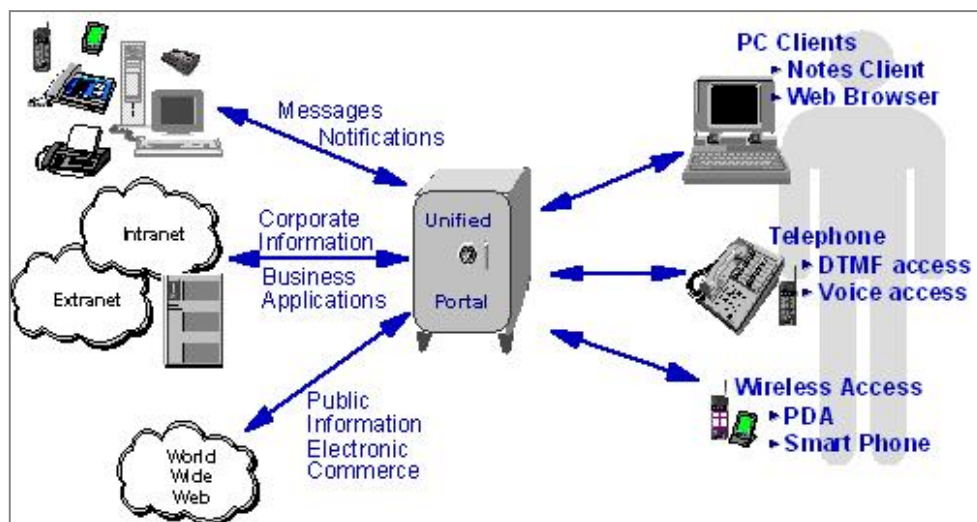 Messages
Notifications
Intranet
Extranet
Corporate
Information
Business
Applications
World
Wide
Web
Public
Information
Electronic
Commerce
Unified
Portal
PC Clients
Notes Client
Web Browser
Telephone
DTMF access
Voice access
Wireless Access
PDA
Smart Phone